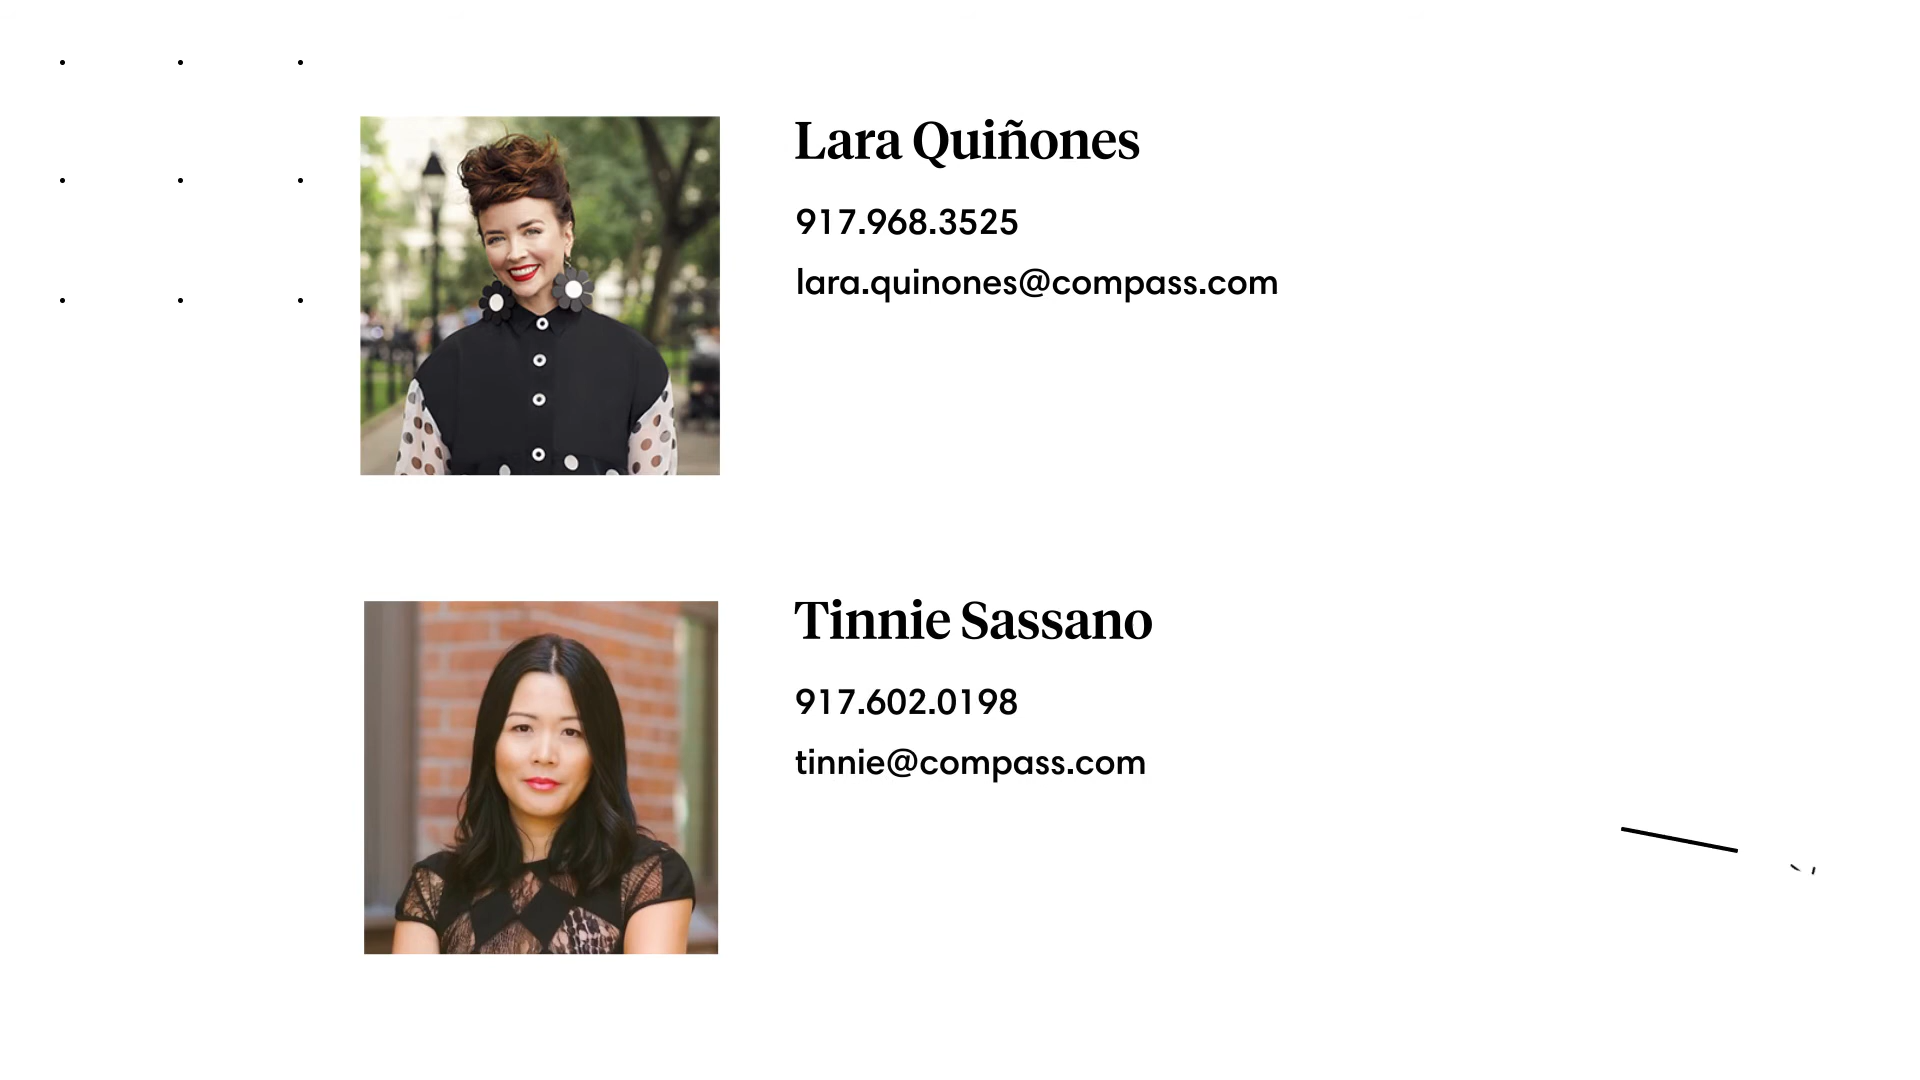 Lara Quiñones
917.968.3525
lara.quinones@compass.com
Tinnie Sassano
917.602.0198
tinnie@compass.com